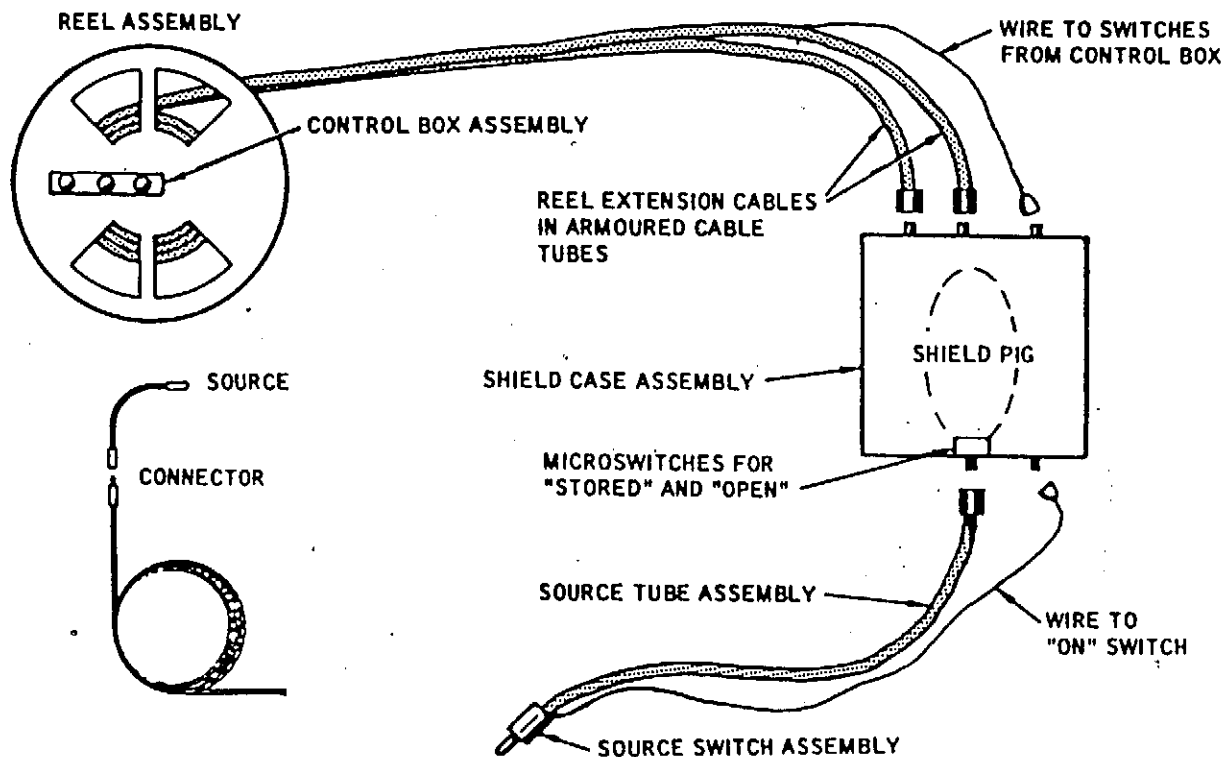 REEL ASSEMBLY
WIRE TO SWITCHES
FROM CONTROL BOX
CONTROL BOX ASSEMBLY
REEL EXTENSION CABLES
IN ARMOURED CABLE
TUBES
SHIELD PIG
SHIELD CASE ASSEMBLY
SOURCE
CONNECTOR
MICROSWITCHES FOR
"STORED" AND "OPEN"
SOURCE TUBE ASSEMBLY
WIRE TO
"ON" SWITCH
SOURCE SWITCH ASSEMBLY